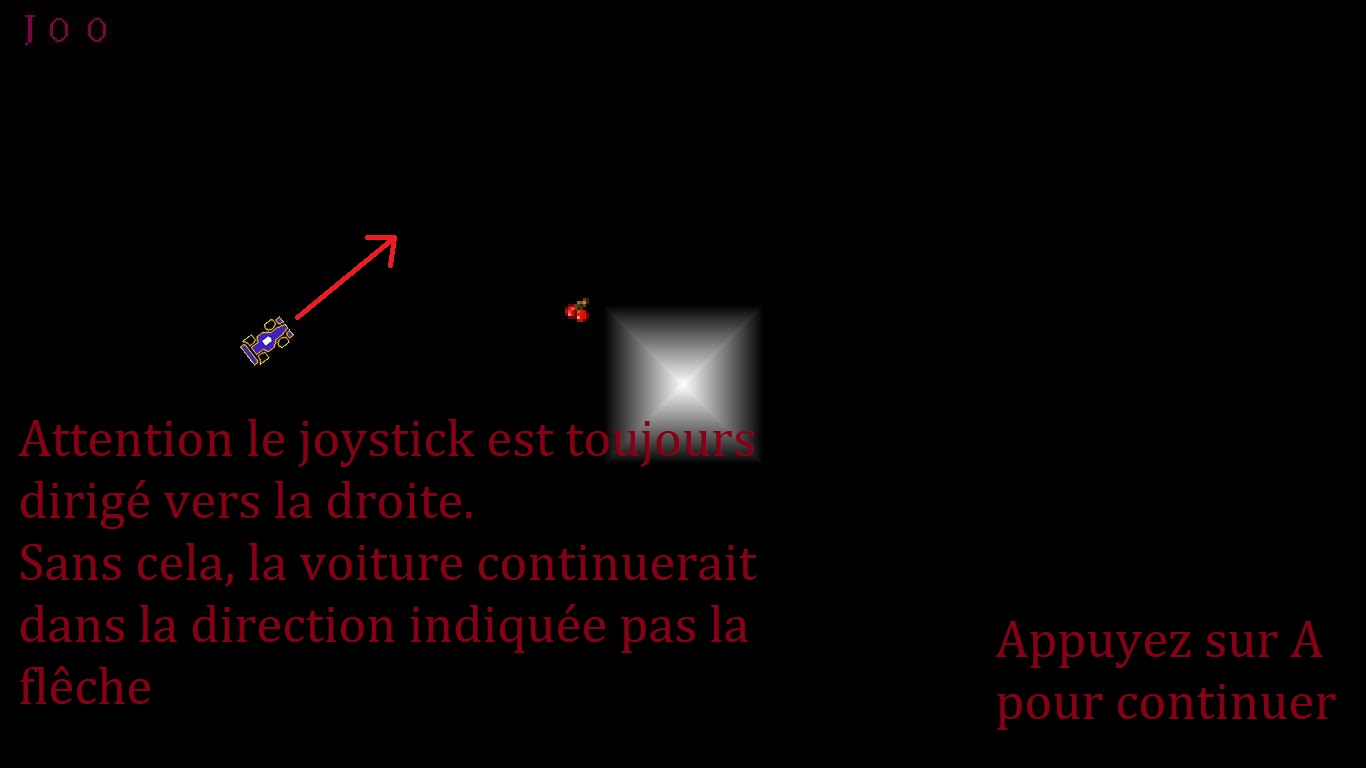 J 0 0
Attention le joystick est toujours
dirigé vers la droite.
Sans cela, la voiture continuerait
dans la direction indiquée pas la
flêche
Appuyez sur A
pour continuer